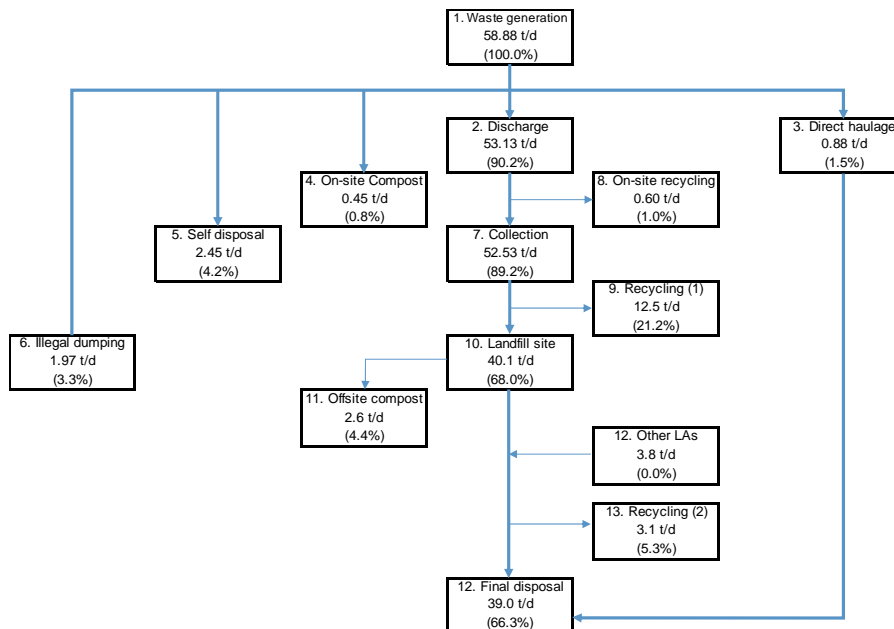 1. Waste generation
58.88 t/d
(100.0%)
2. Discharge
53.13 t/d
(90.2%)
3. Direct haulage
0.88 t/d
(1.5%)
4. On-site Compost
0.45 t/d
(0.8%)
8. On-site recycling
0.60 t/d
(1.0%)
5. Self disposal
2.45 t/d
(4.2%)
7. Collection
52.53 t/d
(89.2%)
9. Recycling (1)
12.5 t/d
(21.2%)
6. Illegal dumping
1.97 t/d
(3.3%)
10. Landfill site
40.1 t/d
(68.0%)
11. Offsite compost
2.6 t/d
(4.4%)
12. Other LAs
3.8 t/d
(0.0%)
13. Recycling (2)
3.1 t/d
(5.3%)
12. Final disposal
39.0 t/d
(66.3%)